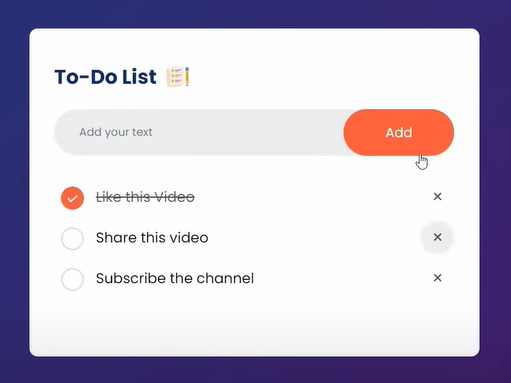 To-Do List
Add your text
Add
Like this Video
Share this video
Subscribe the channel